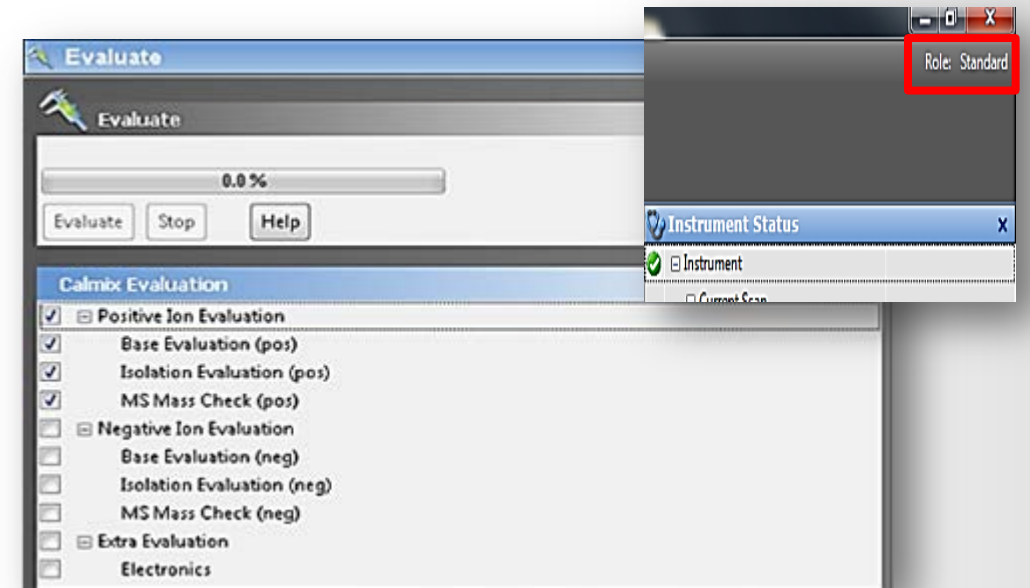 Evaluate
Evaluate
0.0 %
Evaluate Stop Help
Role: Standard
Instrument Status X
Instrument
Current Scan
Calmix Evaluation
Positive Ion Evaluation
Base Evaluation (pos)
Isolation Evaluation (pos)
MS Mass Check (pos)
Negative Ion Evaluation
Base Evaluation (neg)
Isolation Evaluation (neg)
MS Mass Check (neg)
Extra Evaluation
Electronics